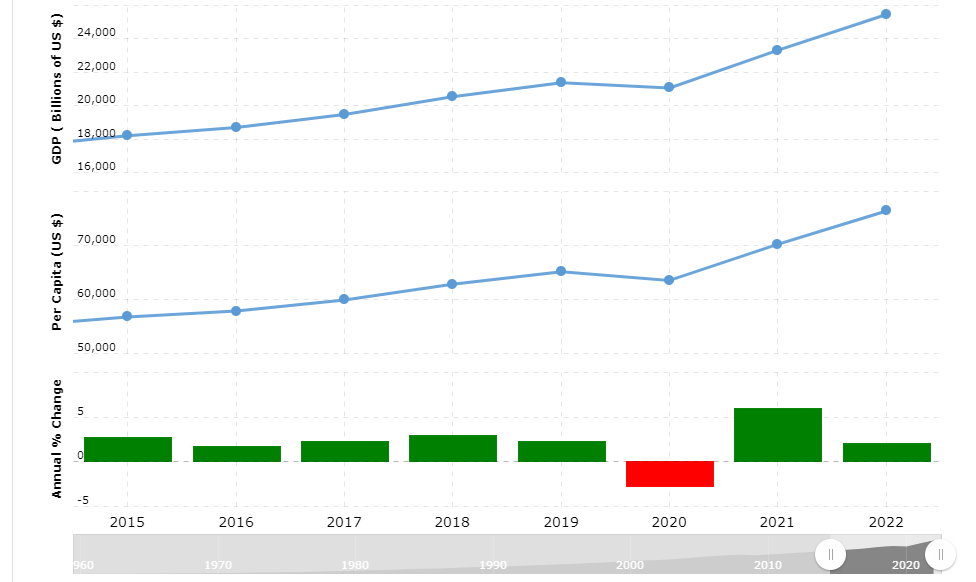 GDP ( Billions of US $)
24,000
22,000
20,000
18,000
16,000
Per Capita (US $)
70,000
60,000
50,000
Annual % Change
5
0
-5
2015 2016 2017 2018 2019 2020 2021 2022
960 1970 1980 1990 2000 2010 2020